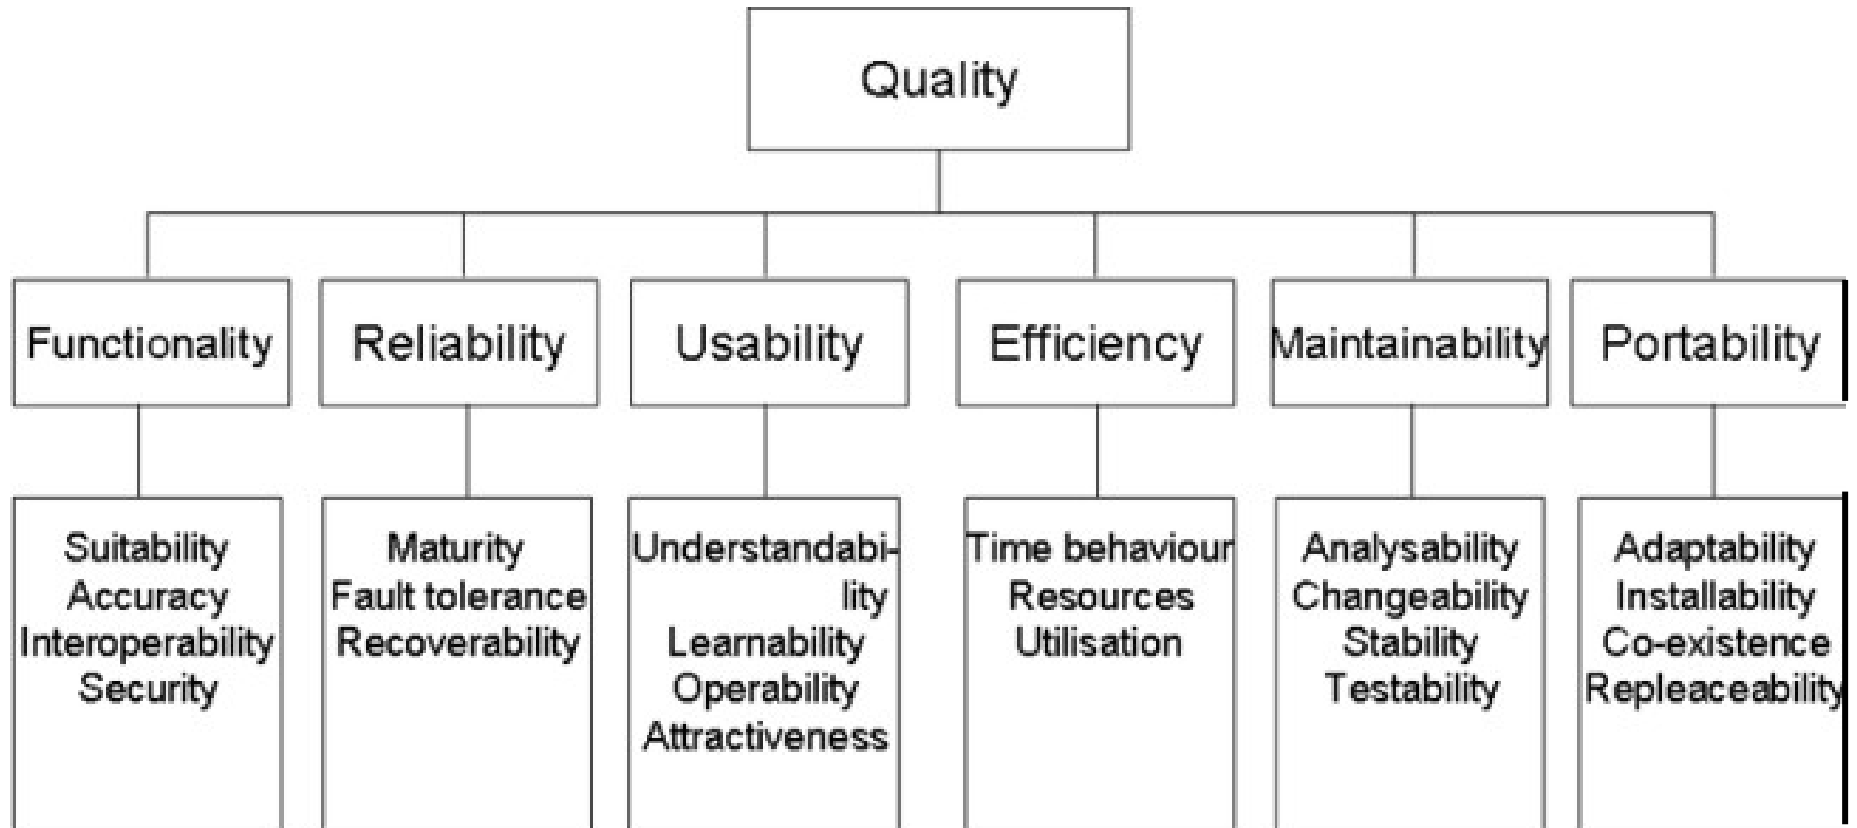 Quality
Functionality
Reliability
Usability
Efficiency
Maintainability
Portability
Suitability
Accuracy
Interoperability
Security
Maturity
Fault tolerance
Recoverability
Understandabi-
lity
Learnability
Operability
Attractiveness
Time behaviour
Resources
Utilisation
Analysability
Changeability
Stability
Testability
Adaptability
Installability
Co-existence
Repleaceability